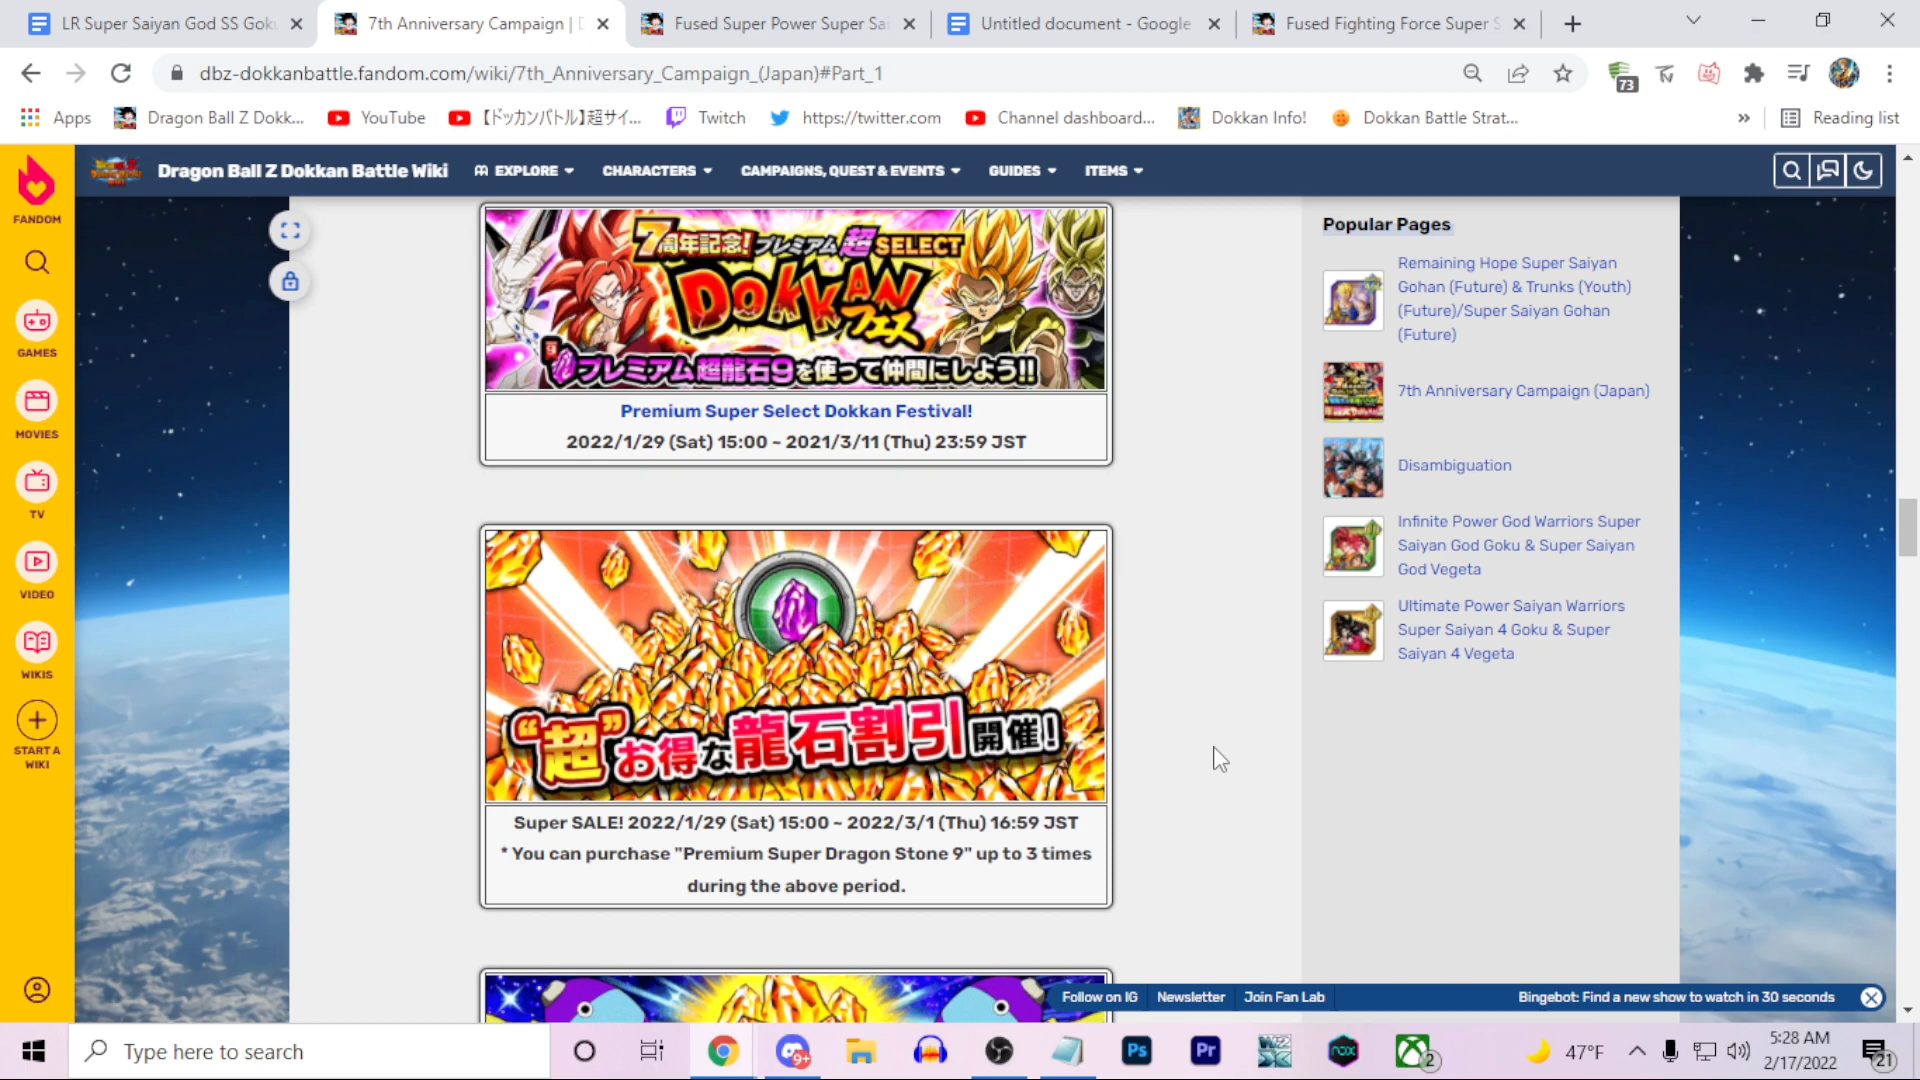 LR Super Saiyan God SS Gok
7th Anniversary Campaign | D
Fused Super Power Super Sai
Untitled document - Google
Fused Fighting Force Super S
dbz-dokkanbattle.fandom.com/wiki/7th_Anniversary_Campaign_(Japan)#Part_1
73
Apps
Dragon Ball Z Dokk...
YouTube
【ドッカンバトル】超サイ...
Twitch
https://twitter.com
Channel dashboard...
Dokkan Info!
Dokkan Battle Strat...
»
Reading list
FANDOM
GAMES
MOVIES
TV
VIDEO
WIKIS
START A
WIKI
Dragon Ball Z Dokkan Battle Wiki
EXPLORE
CHARACTERS
CAMPAIGNS, QUEST & EVENTS
GUIDES
ITEMS
7周年記念!プレミアム超SELECT
DOKKAN
フェス
プレミアム超龍石9を使って仲間にしよう!!
Premium Super Select Dokkan Festival!
2022/1/29 (Sat) 15:00 ~ 2021/3/11 (Thu) 23:59 JST
“超”お得な龍石割引開催!
Super SALE! 2022/1/29 (Sat) 15:00 ~ 2022/3/1 (Thu) 16:59 JST
* You can purchase "Premium Super Dragon Stone 9" up to 3 times
during the above period.
Popular Pages
Remaining Hope Super Saiyan
Gohan (Future) & Trunks (Youth)
(Future)/Super Saiyan Gohan
(Future)
7th Anniversary Campaign (Japan)
Disambiguation
Infinite Power God Warriors Super
Saiyan God Goku & Super Saiyan
God Vegeta
Ultimate Power Saiyan Warriors
Super Saiyan 4 Goku & Super
Saiyan 4 Vegeta
Follow on IG
Newsletter
Join Fan Lab
Bingebot: Find a new show to watch in 30 seconds
Type here to search
9+
Ps
Pr
nox
2
47°F
5:28 AM
2/17/2022
21